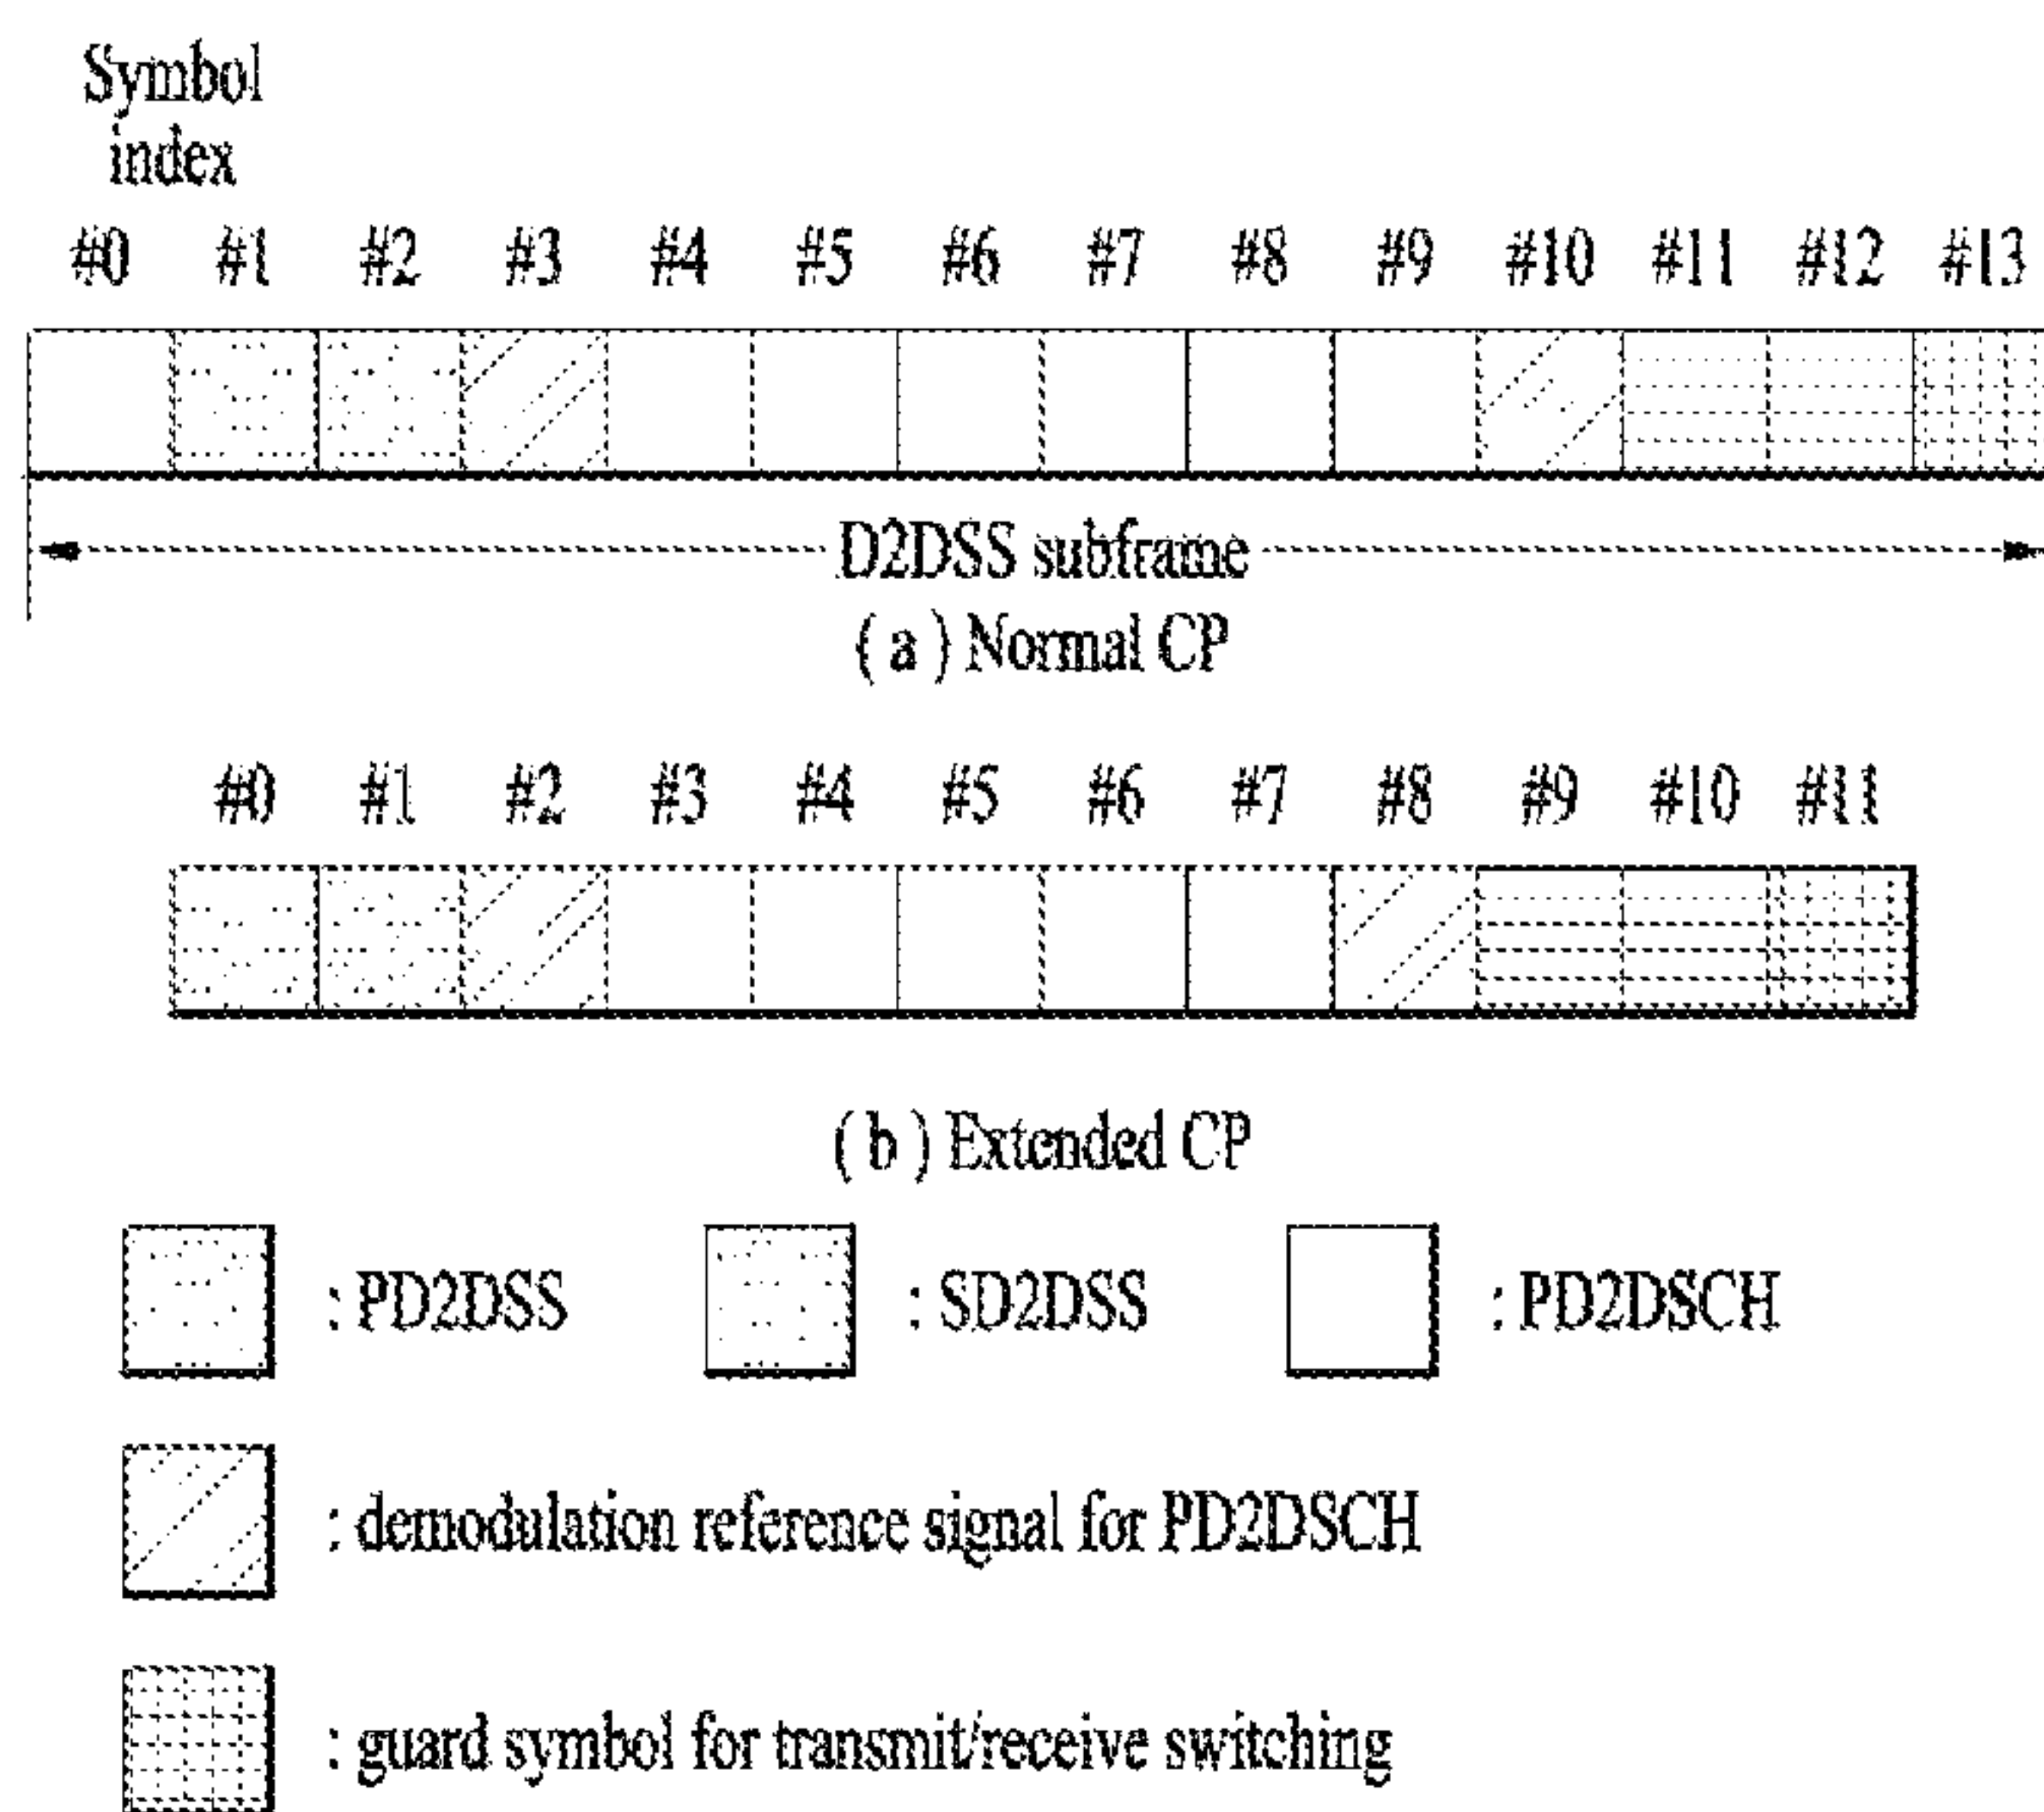 Symbol
index
#0 #1 #2 #3 #4 #5 #6 #7 #8 #9 #10 #11 #12 #13
D2DSS subframe
( a ) Normal CP
#0 #1 #2 #3 #4 #5 #6 #7 #8 #9 #10 #11
( b ) Extended CP
: PD2DSS : SD2DSS : PD2DSCH
: demodulation reference signal for PD2DSCH
: guard symbol for transmit/receive switching